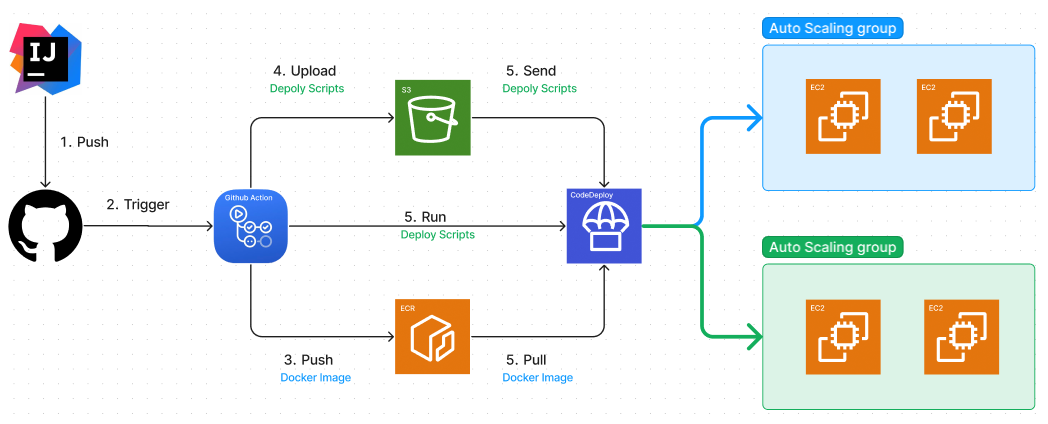 Auto Scaling group
IJ
EC2
EC2
4. Upload
Depoly Scripts
5. Send
Depoly Scripts
S3
1. Push
2. Trigger
Github Action
5. Run
Deploy Scripts
CodeDeploy
Auto Scaling group
ECR
EC2
EC2
3. Push
Docker Image
5. Pull
Docker Image